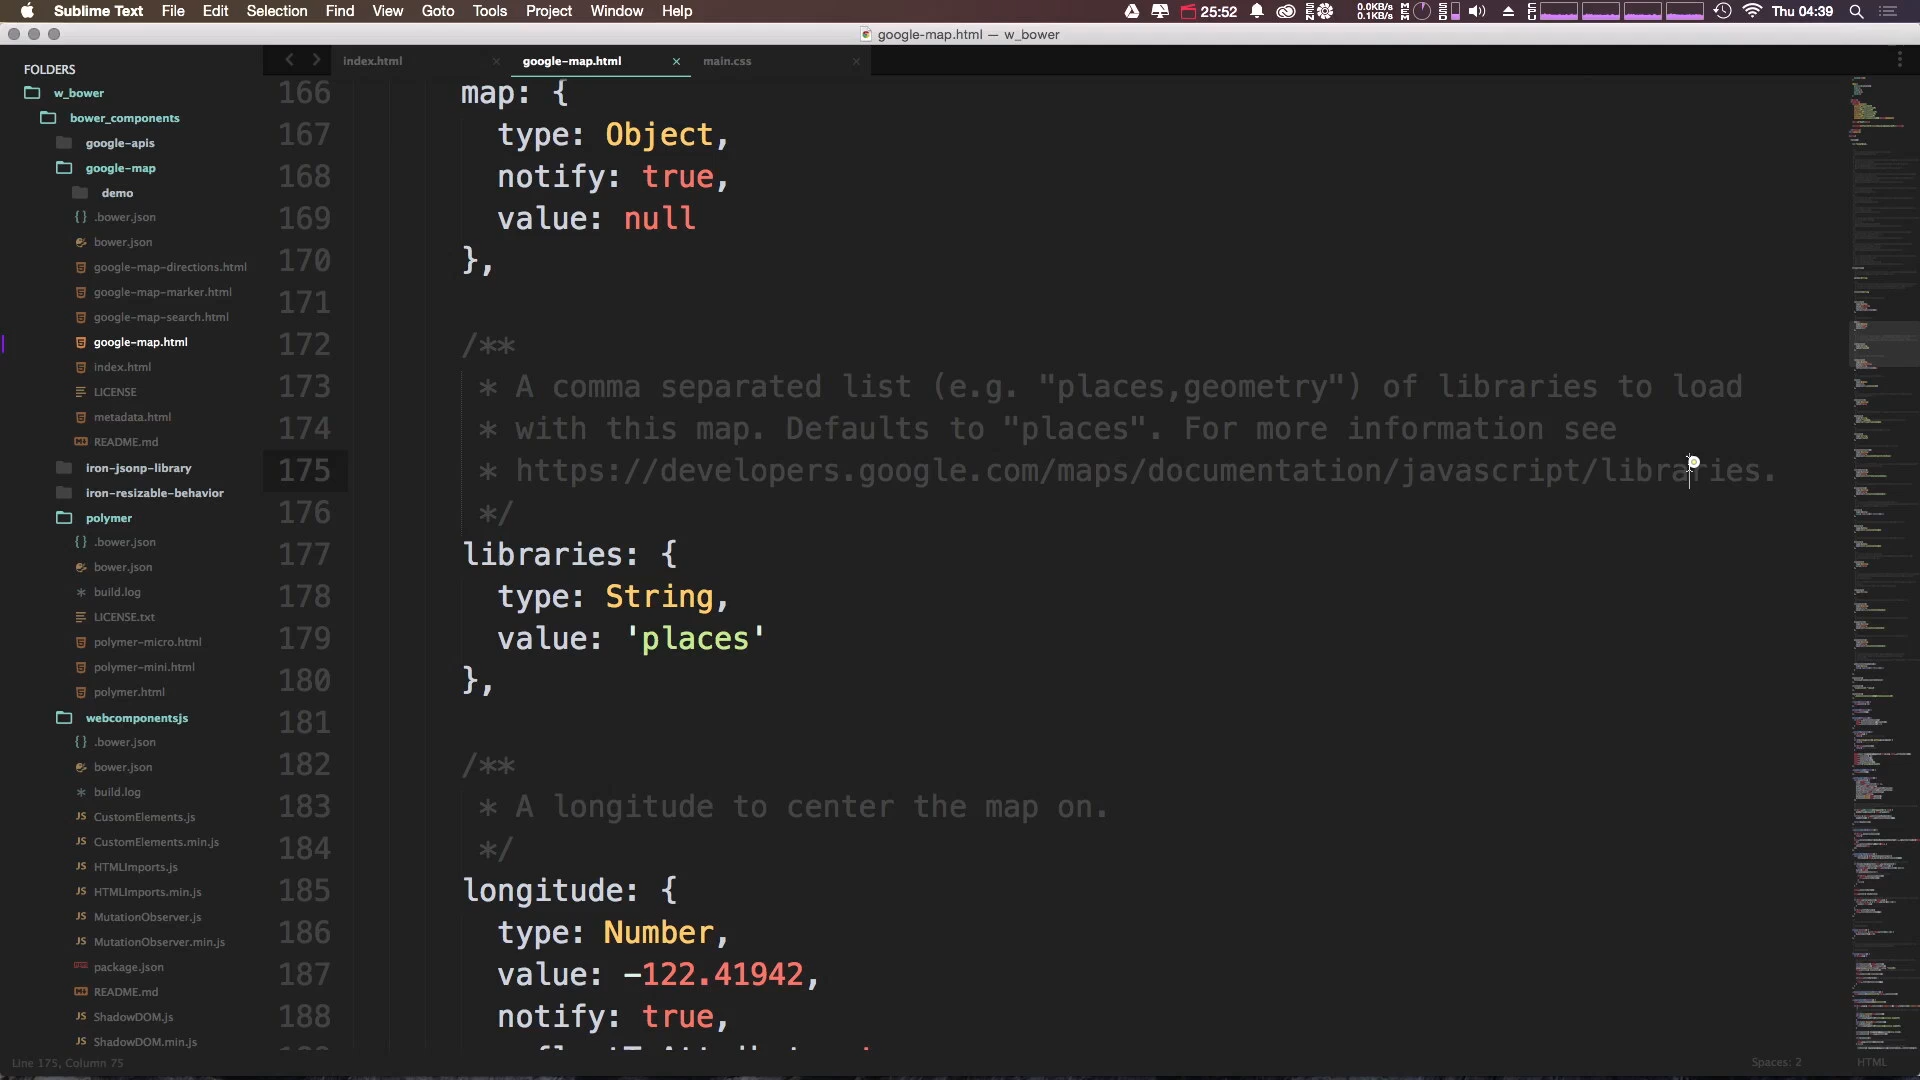 Sublime Text File Edit Selection Find View Goto Tools Project Window Help 25:52 0.0KB/s 0.1KB/s Thu 04:39
google-map.html — w_bower
index.html google-map.html main.css
FOLDERS
w_bower
bower_components
google-apis
google-map
demo
.bower.json
bower.json
google-map-directions.html
google-map-marker.html
google-map-search.html
google-map.html
index.html
LICENSE
metadata.html
README.md
iron-jsonp-library
iron-resizable-behavior
polymer
.bower.json
bower.json
build.log
LICENSE.txt
polymer-micro.html
polymer-mini.html
polymer.html
webcomponentsjs
.bower.json
bower.json
build.log
CustomElements.js
CustomElements.min.js
HTMLImports.js
HTMLImports.min.js
MutationObserver.js
MutationObserver.min.js
package.json
README.md
ShadowDOM.js
ShadowDOM.min.js
166 map: {
167 type: Object,
168 notify: true,
169 value: null
170 },
171
172 /**
173 * A comma separated list (e.g. "places,geometry") of libraries to load
174 * with this map. Defaults to "places". For more information see
175 * https://developers.google.com/maps/documentation/javascript/libraries.
176 */
177 libraries: {
178 type: String,
179 value: 'places'
180 },
181
182 /**
183 * A longitude to center the map on.
184 */
185 longitude: {
186 type: Number,
187 value: -122.41942,
188 notify: true,
Line 175, Column 75 Spaces: 2 HTML